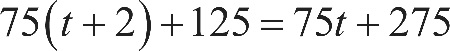 75(t + 2) + 125 = 75t + 275